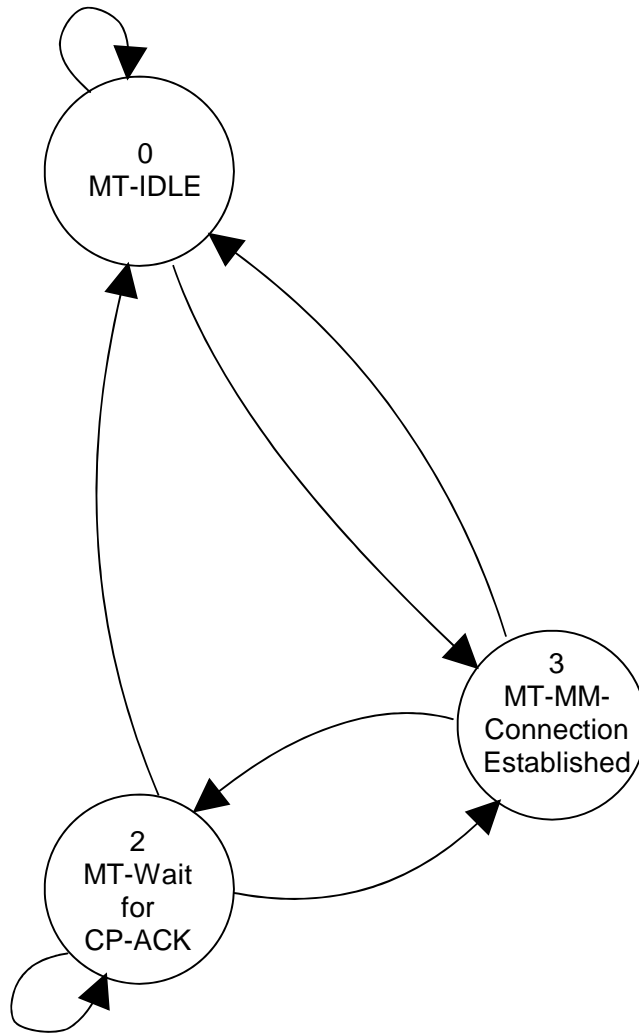 0
MT-IDLE
3
MT-MM-
Connection
Established
2
MT-Wait
for
CP-ACK